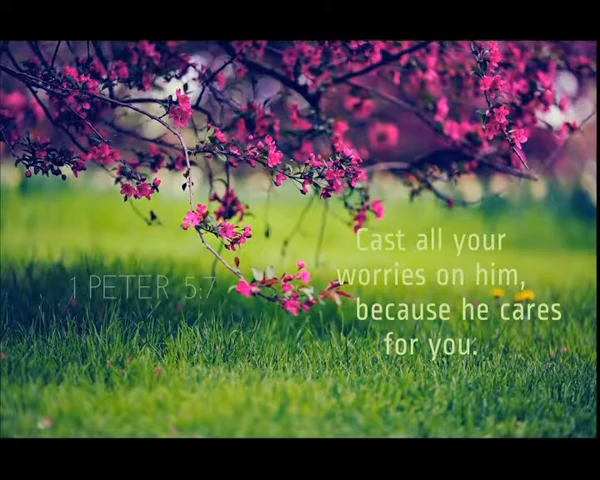 Cast all your
worries on him,
because he cares
for you.
1 PETER 5:7